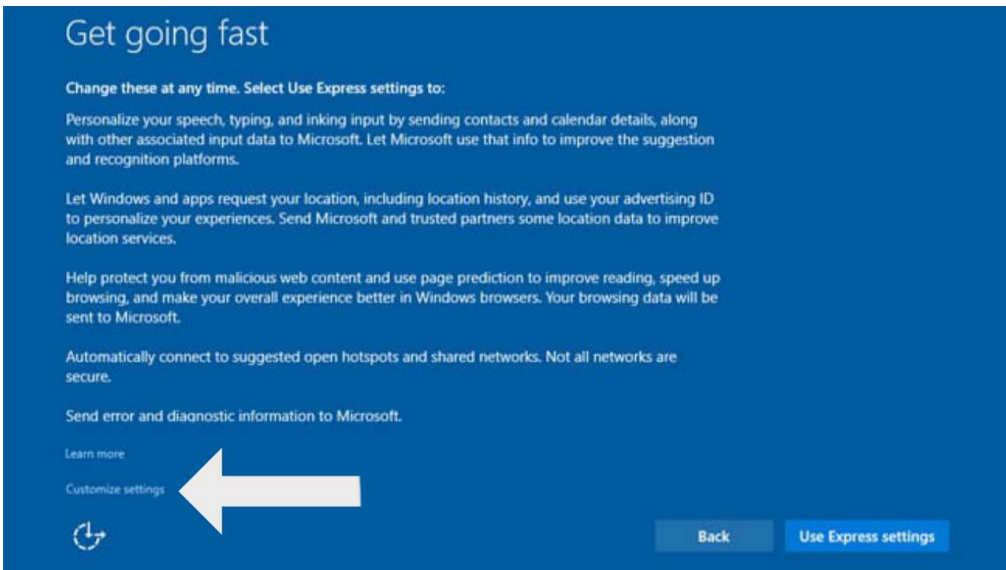 Get going fast
Change these at any time. Select Use Express settings to:
Personalize your speech, typing, and inking input by sending contacts and calendar details, along
with other associated input data to Microsoft. Let Microsoft use that info to improve the suggestion
and recognition platforms.
Let Windows and apps request your location, including location history, and use your advertising ID
to personalize your experiences. Send Microsoft and trusted partners some location data to improve
location services.
Help protect you from malicious web content and use page prediction to improve reading, speed up
browsing, and make your overall experience better in Windows browsers. Your browsing data will be
sent to Microsoft.
Automatically connect to suggested open hotspots and shared networks. Not all networks are
secure.
Send error and diagnostic information to Microsoft.
Learn more
Customize settings
Back
Use Express settings